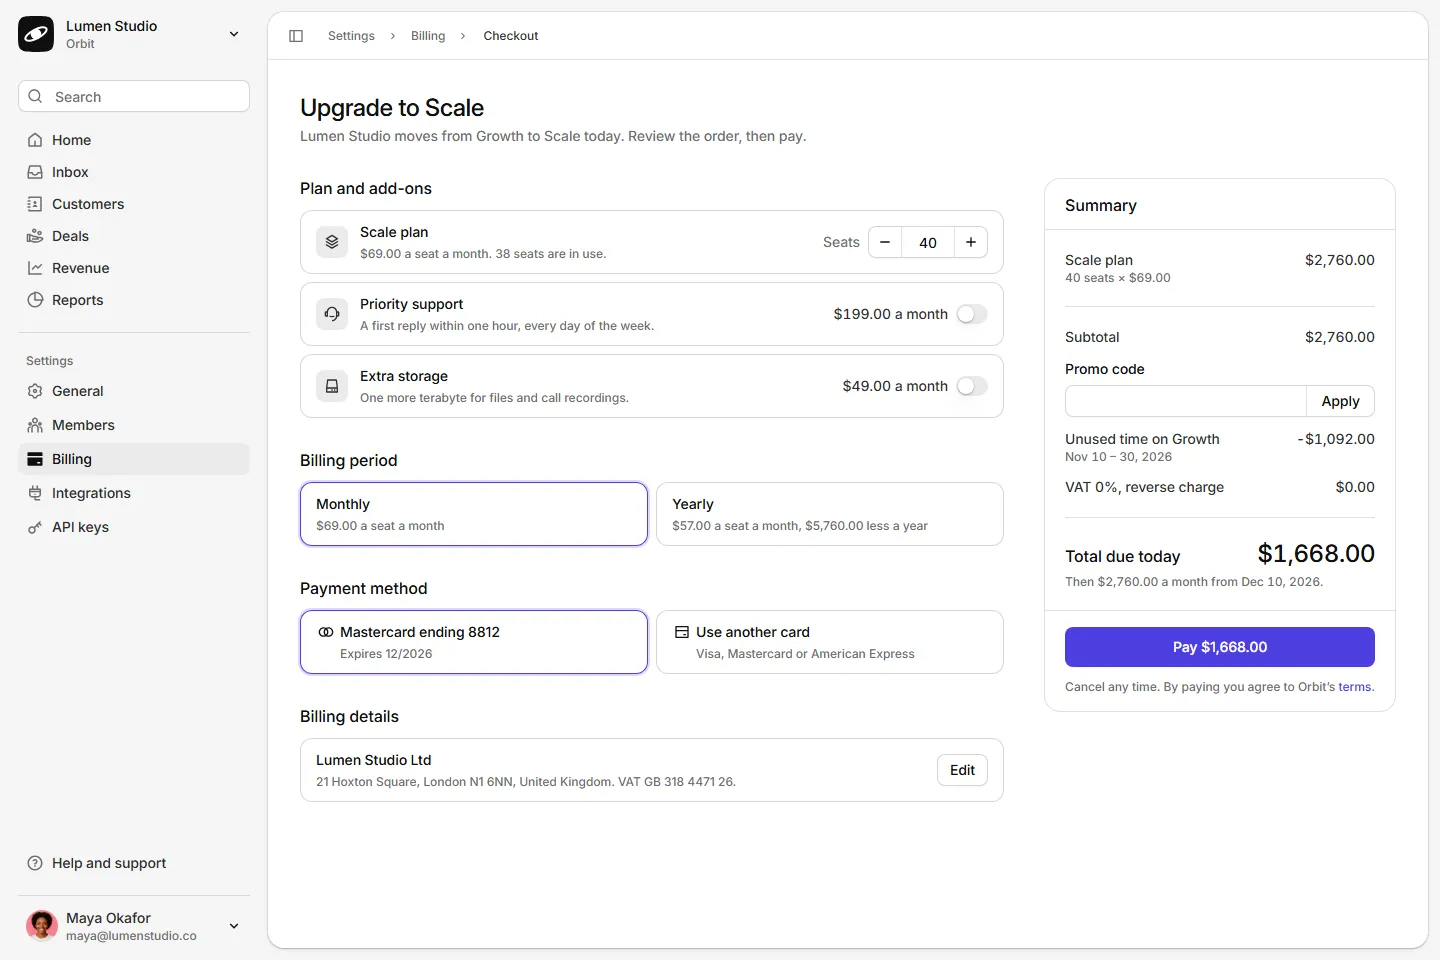 Lumen Studio
Orbit
Search
Home
Inbox
Customers
Deals
Revenue
Reports
Settings
General
Members
Billing
Integrations
API keys
Help and support
Maya Okafor
maya@lumenstudio.co
Settings > Billing > Checkout
Upgrade to Scale
Lumen Studio moves from Growth to Scale today. Review the order, then pay.
Plan and add-ons
Scale plan
$69.00 a seat a month. 38 seats are in use.
Seats − 40 +
Priority support
A first reply within one hour, every day of the week.
$199.00 a month
Extra storage
One more terabyte for files and call recordings.
$49.00 a month
Billing period
Monthly
$69.00 a seat a month
Yearly
$57.00 a seat a month, $5,760.00 less a year
Payment method
Mastercard ending 8812
Expires 12/2026
Use another card
Visa, Mastercard or American Express
Billing details
Lumen Studio Ltd
21 Hoxton Square, London N1 6NN, United Kingdom. VAT GB 318 4471 26.
Edit
Summary
Scale plan $2,760.00
40 seats × $69.00
Subtotal $2,760.00
Promo code
Apply
Unused time on Growth -$1,092.00
Nov 10 – 30, 2026
VAT 0%, reverse charge $0.00
Total due today $1,668.00
Then $2,760.00 a month from Dec 10, 2026.
Pay $1,668.00
Cancel any time. By paying you agree to Orbit's terms.